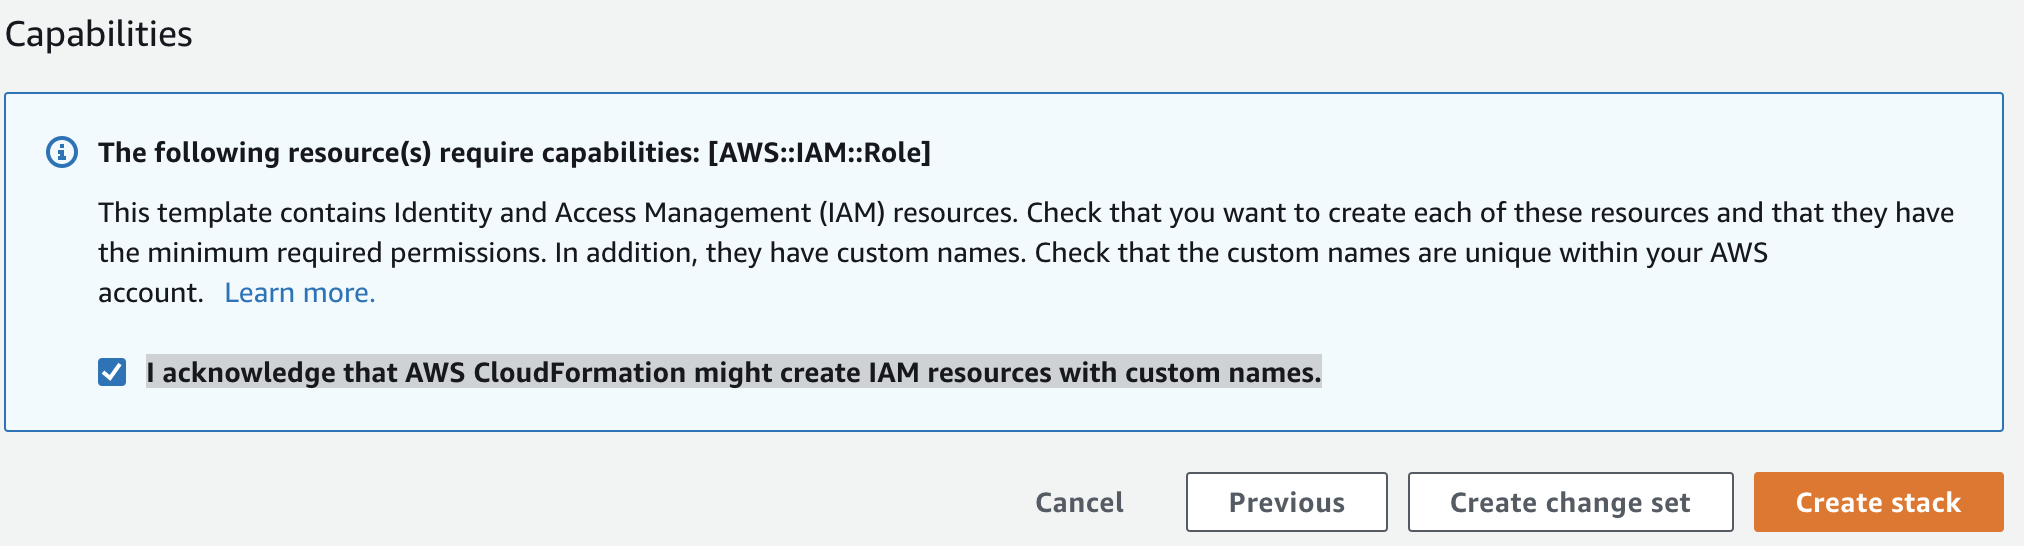 Capabilities
The following resource(s) require capabilities: [AWS::IAM::Role]
This template contains Identity and Access Management (IAM) resources. Check that you want to create each of these resources and that they have
the minimum required permissions. In addition, they have custom names. Check that the custom names are unique within your AWS
account. Learn more.
I acknowledge that AWS CloudFormation might create IAM resources with custom names.
Cancel Previous Create change set Create stack